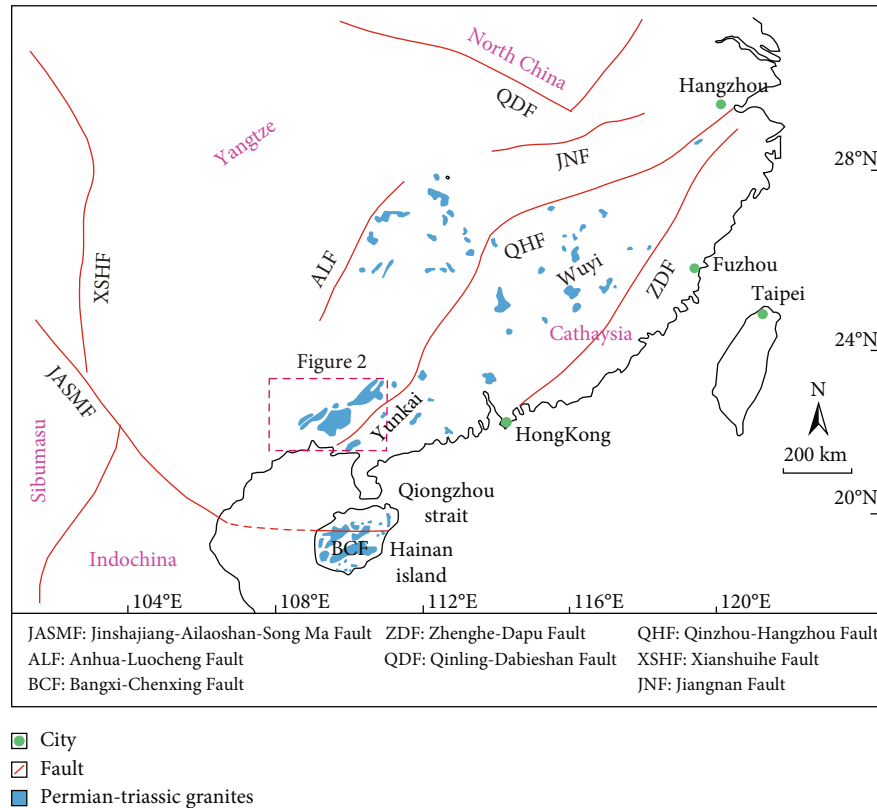 North China
Hangzhou
QDF
Yangtze
JNF
28°N
QHF
ALF
Wuyi
ZDF
Fuzhou
XSHF
Taipei
Cathaysia
24°N
Figure 2
JASMF
N
Yunkai
HongKong
200 km
Sibumasu
Qiongzhou
strait
20°N
BCF
Hainan
island
Indochina
104°E 108°E 112°E 116°E 120°E
JASMF: Jinshajiang-Ailaoshan-Song Ma Fault ZDF: Zhenghe-Dapu Fault QHF: Qinzhou-Hangzhou Fault
ALF: Anhua-Luocheng Fault QDF: Qinling-Dabieshan Fault XSHF: Xianshuihe Fault
BCF: Bangxi-Chenxing Fault JNF: Jiangnan Fault
City
Fault
Permian-triassic granites